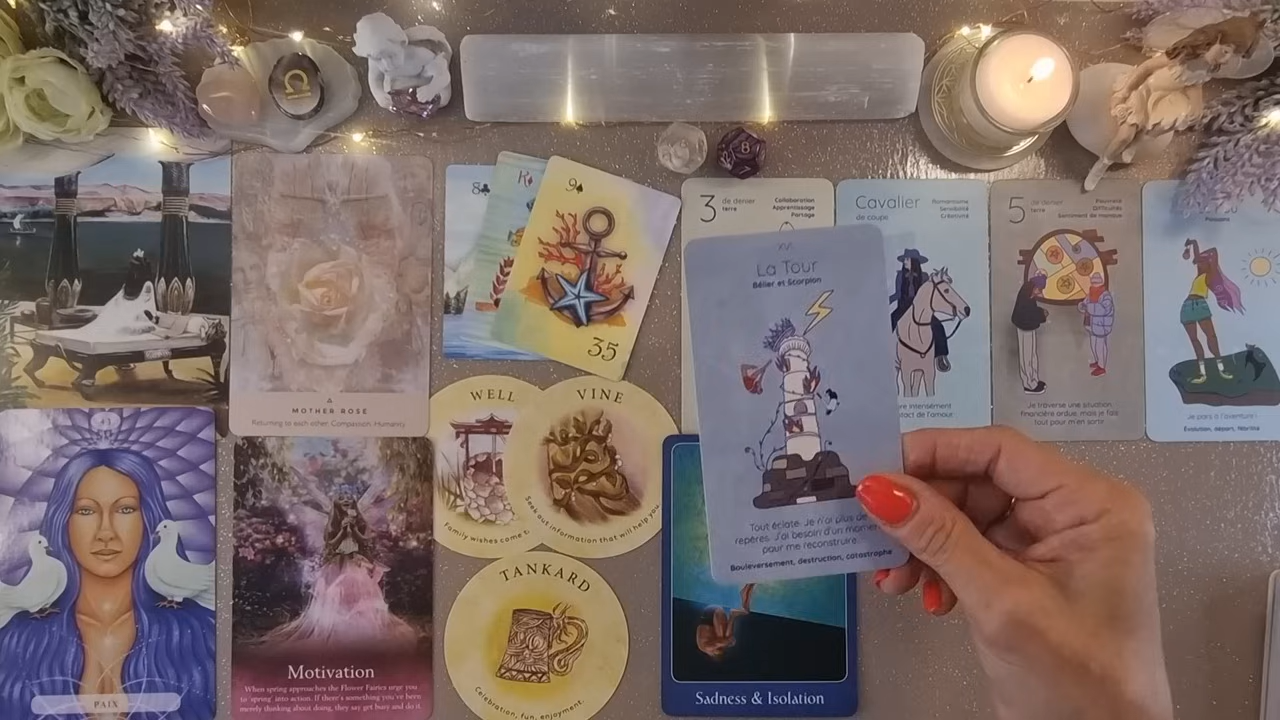 8♣
R
9♠
35
3
de denier
terre
Collaboration
Apprentissage
Partage
Cavalier
de coupe
Romantisme
Sensibilité
Créativité
5
de denier
terre
Pauvreté
Difficultés
Sentiment de manque
XVI
La Tour
Bélier et Scorpion
Tout éclate. Je n'ai plus de
repères. J'ai besoin d'un
pour me reconstruire.
Bouleversement, destruction, catastrophe
intensément
de l'amour
Je traverse une situation
financière ardue, mais je fais
tout pour m'en sortir
Je pars à l'aventure!
Évolution, départ,
MOTHER ROSE
Returning to each other. Compassion. Humanity
WELL
Family wishes come
VINE
Seek out information that will help you
TANKARD
Celebration, fun, enjoyment.
PAIX
Motivation
When spring approaches the Flower Fairies urge you
to 'spring' into action. If there's something you've been
merely thinking about doing, they say get busy and do it.
Sadness & Isolation
8